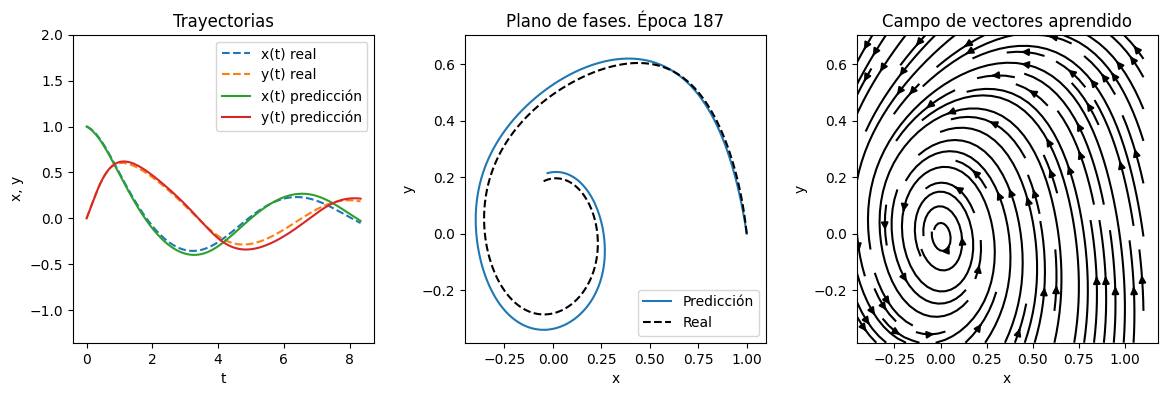 Trayectorias
x(t) real
y(t) real
x(t) predicción
y(t) predicción
2.0
1.5
1.0
0.5
0.0
−0.5
−1.0
x, y
0
2
4
6
8
t
Plano de fases. Época 187
0.6
0.4
0.2
0.0
−0.2
y
Predicción
Real
−0.25
0.00
0.25
0.50
0.75
1.00
x
Campo de vectores aprendido
0.6
0.4
0.2
0.0
−0.2
y
−0.25
0.00
0.25
0.50
0.75
1.00
x